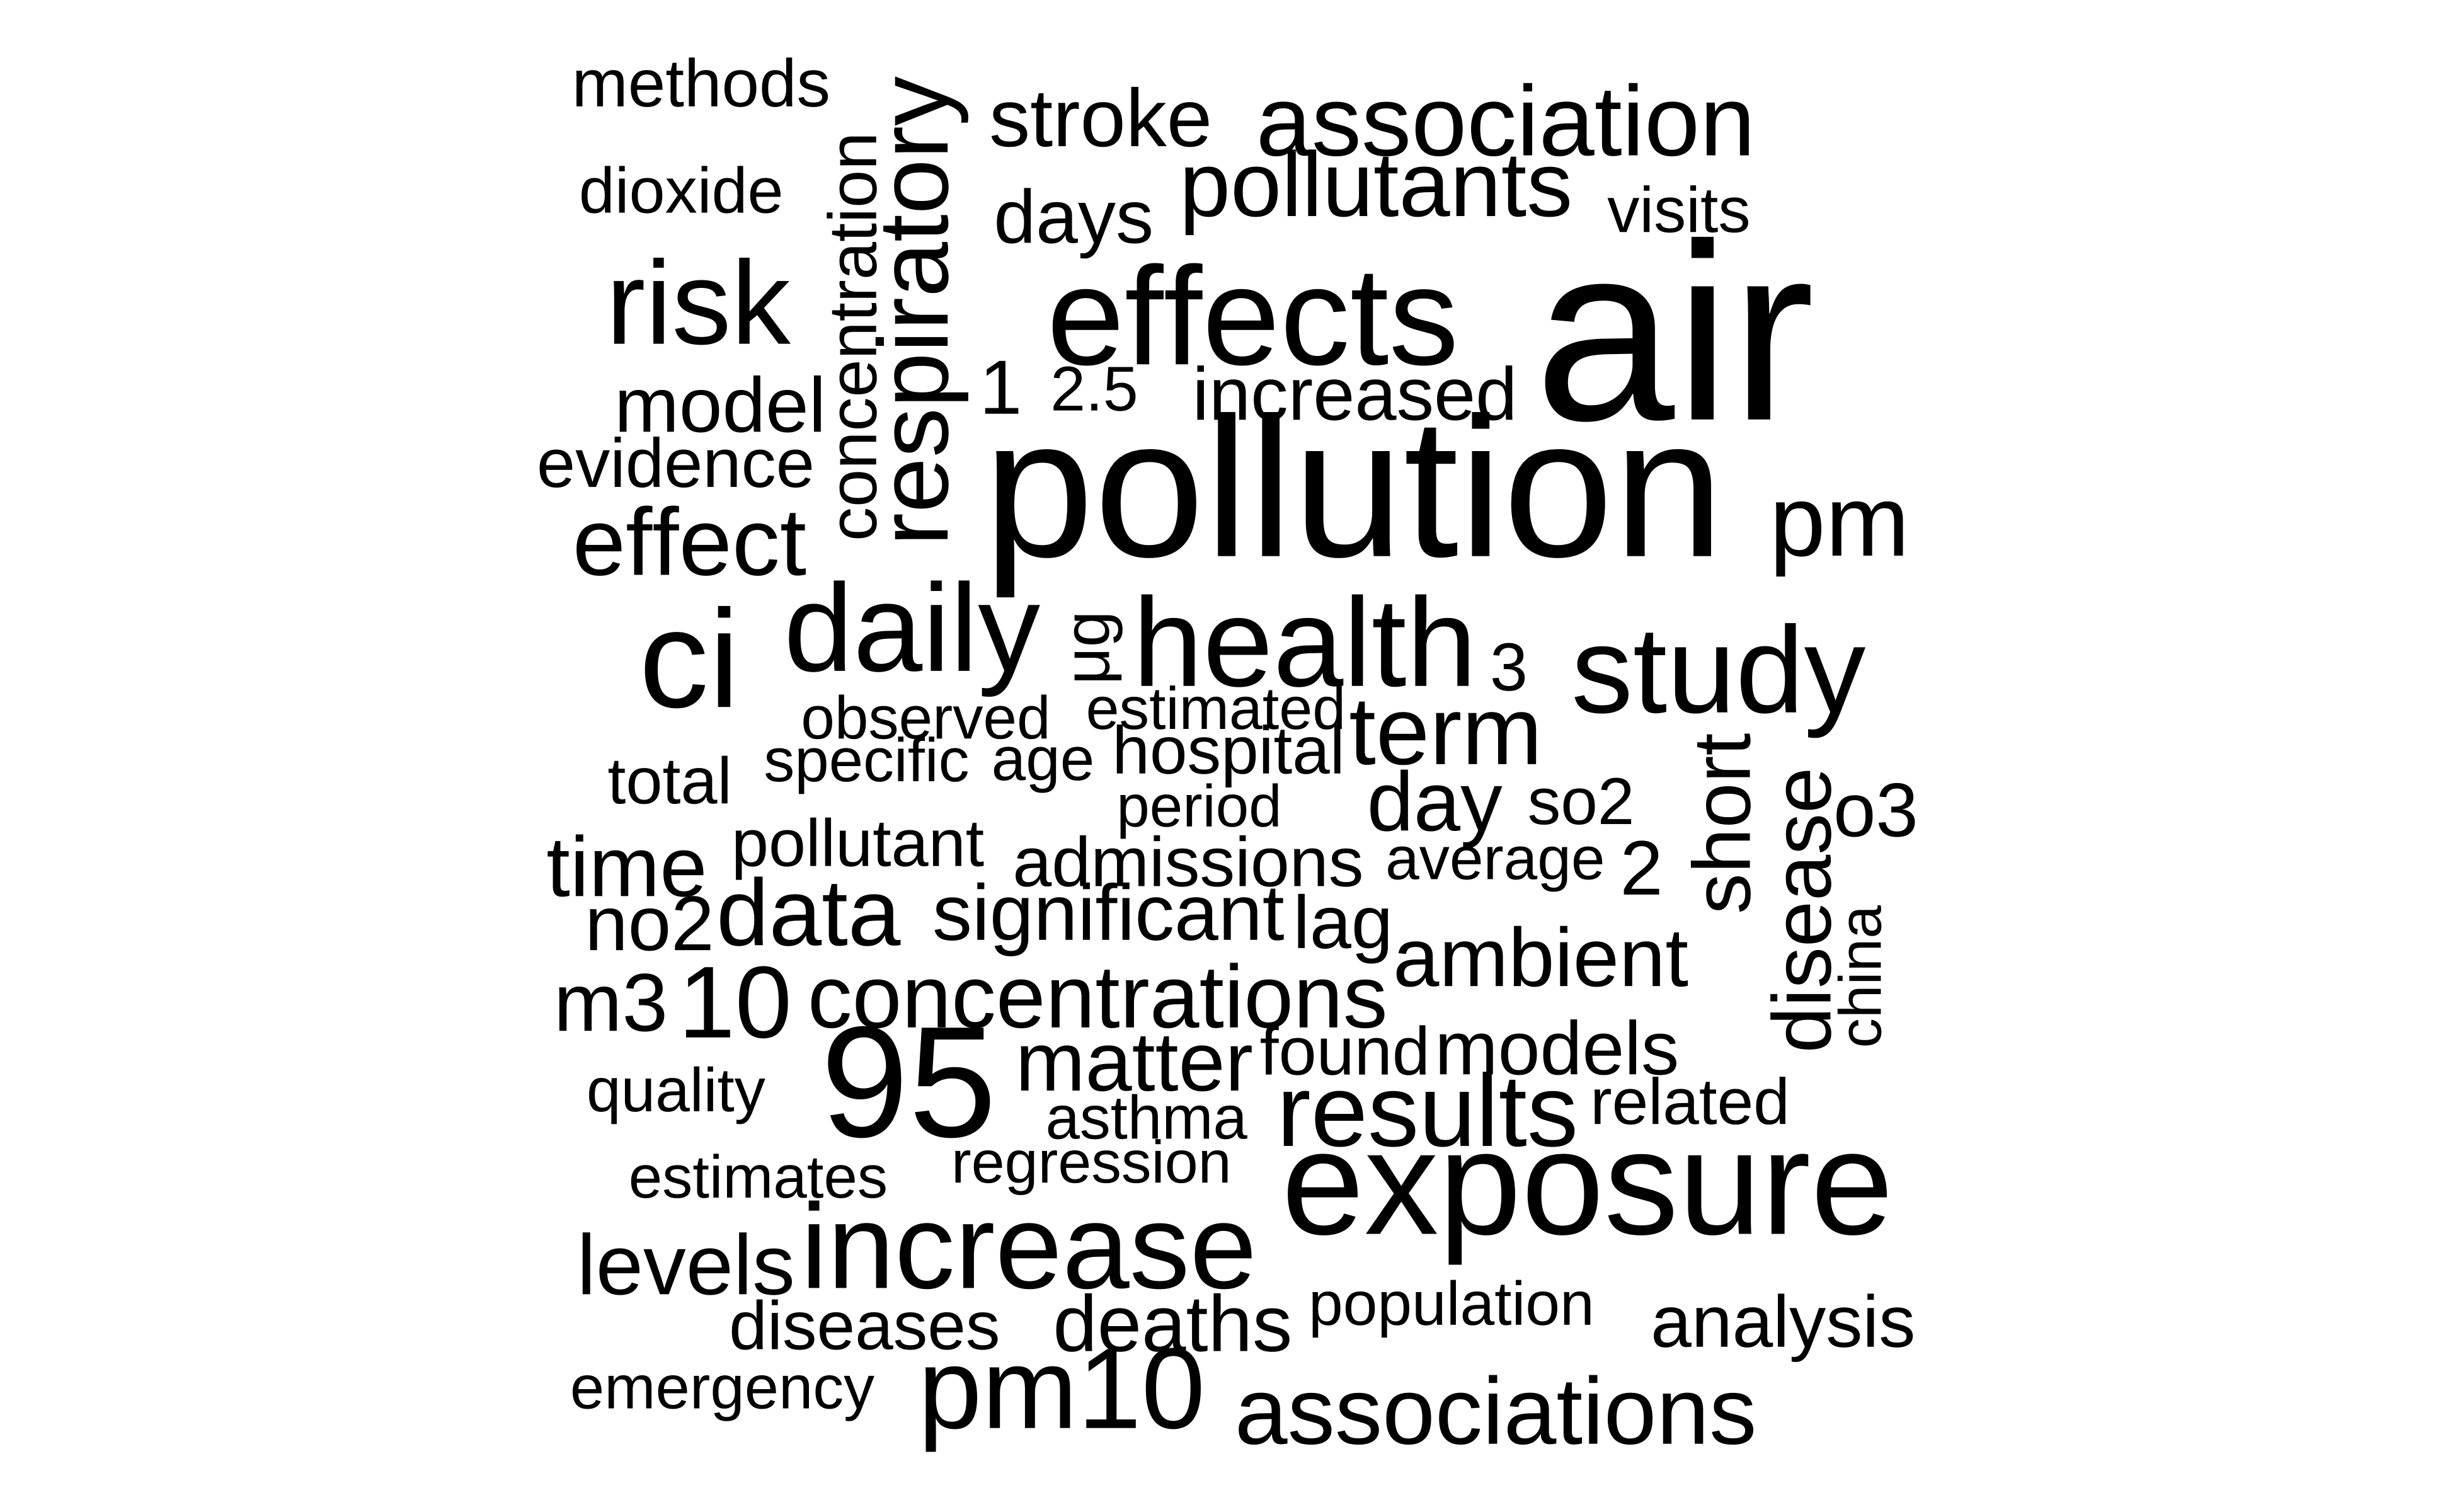 methods
stroke association
dioxide concentration respiratory days pollutants visits
risk effects air
model 1 2.5 increased
evidence
effect pollution pm
ci daily µg health 3 study
observed estimated term
total specific age hospital
period day so2 short disease o3
time pollutant admissions average 2
no2 data significant lag ambient china
m3 10 concentrations
95 matter found models
quality asthma results related
estimates regression exposure
levels increase
diseases deaths population analysis
emergency pm10 associations